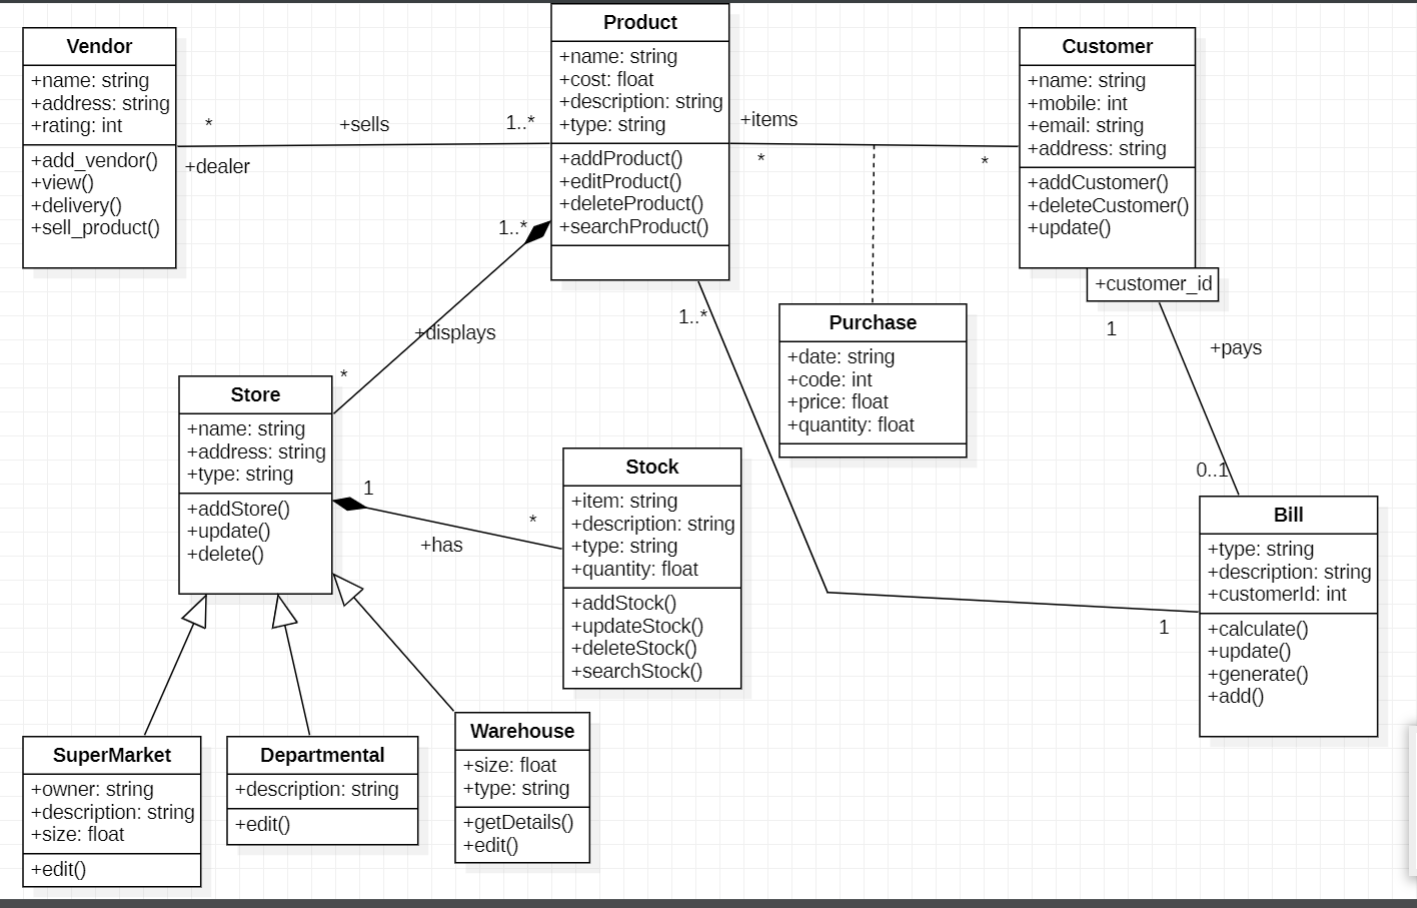 Vendor
+name: string
+address: string
+rating: int
+add_vendor()
+view()
+delivery()
+sell_product()
*
+dealer
+sells
1..*
Product
+name: string
+cost: float
+description: string
+type: string
+addProduct()
+editProduct()
+deleteProduct()
+searchProduct()
+items
*
*
Customer
+name: string
+mobile: int
+email: string
+address: string
+addCustomer()
+deleteCustomer()
+update()
+customer_id
1
+pays
0..1
1..*
+displays
*
1..*
Purchase
+date: string
+code: int
+price: float
+quantity: float
Store
+name: string
+address: string
+type: string
+addStore()
+update()
+delete()
1
+has
*
Stock
+item: string
+description: string
+type: string
+quantity: float
+addStock()
+updateStock()
+deleteStock()
+searchStock()
1
Bill
+type: string
+description: string
+customerId: int
+calculate()
+update()
+generate()
+add()
SuperMarket
+owner: string
+description: string
+size: float
+edit()
Departmental
+description: string
+edit()
Warehouse
+size: float
+type: string
+getDetails()
+edit()